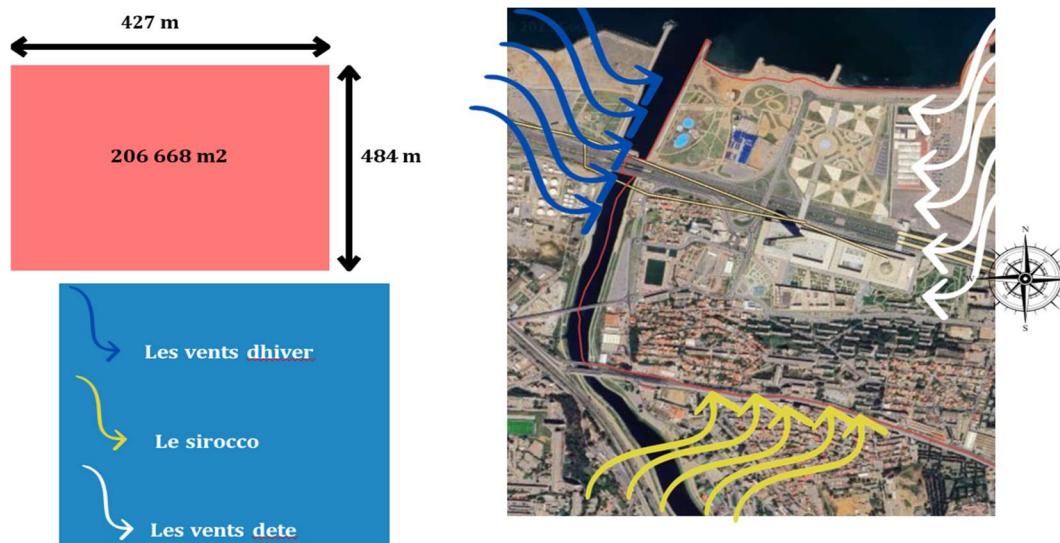 427 m
206 668 m2
484 m
Les vents dhiver
Le sirocco
Les vents dete
N
W
S